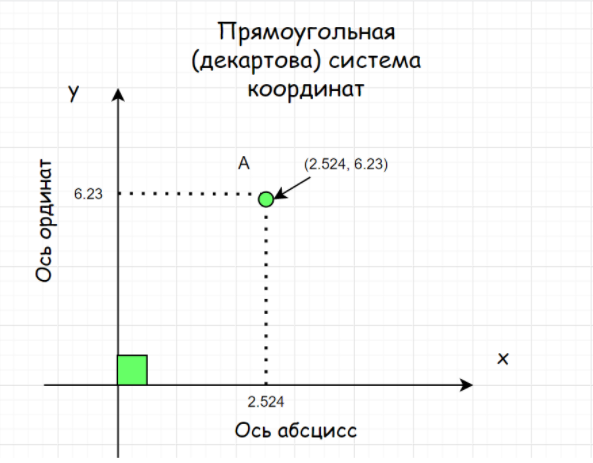 Прямоугольная
(декартова) система
координат
y
Ось ординат
A
(2.524, 6.23)
6.23
x
2.524
Ось абсцисс